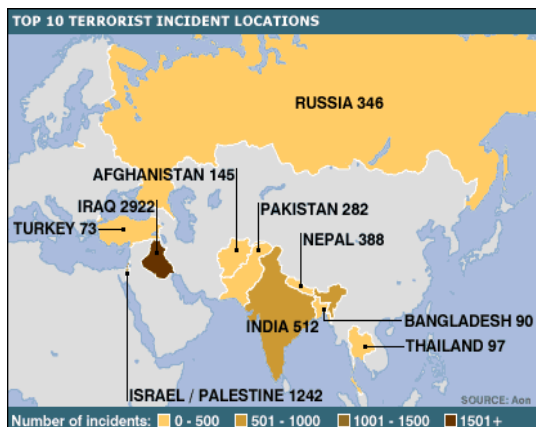 TOP 10 TERRORIST INCIDENT LOCATIONS
RUSSIA 346
AFGHANISTAN 145
IRAQ 2922
PAKISTAN 282
TURKEY 73
NEPAL 388
INDIA 512
BANGLADESH 90
THAILAND 97
ISRAEL / PALESTINE 1242
SOURCE: Aon
Number of incidents: 0 - 500 501 - 1000 1001 - 1500 1501+